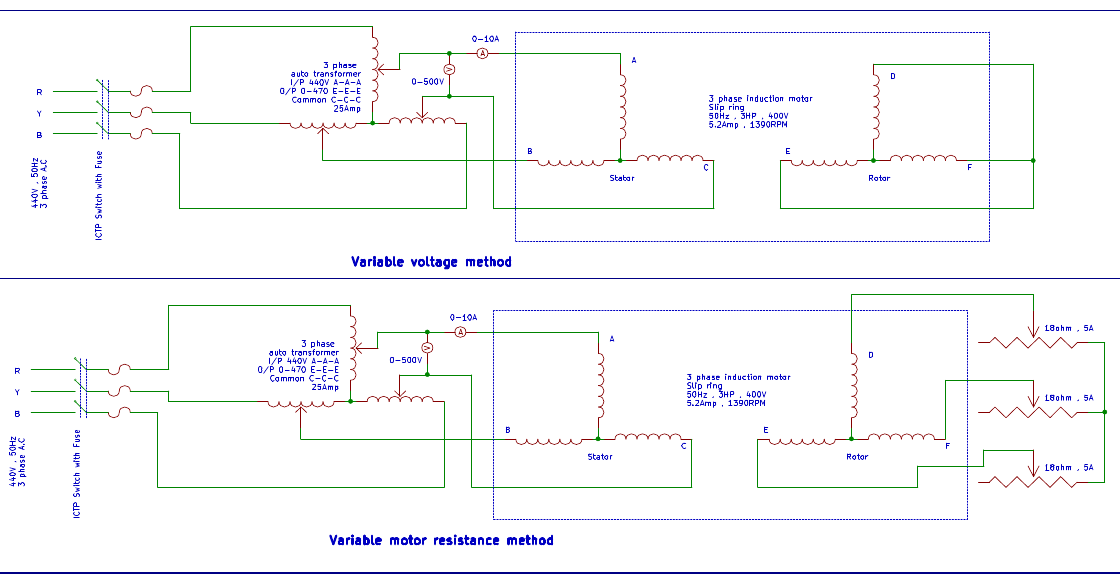 0-10A
A
3 phase
auto transformer
I/P 440V A-A-A
O/P 0-470 E-E-E
Common C-C-C
25Amp
V
0-500V
A
D
3 phase induction motor
Slip ring
50Hz , 3HP , 400V
5.2Amp , 1390RPM
R
Y
B
440V , 50Hz
3 phase A.C
ICTP Switch with Fuse
B
C
E
F
Stator
Rotor
Variable voltage method
0-10A
A
3 phase
auto transformer
I/P 440V A-A-A
O/P 0-470 E-E-E
Common C-C-C
25Amp
V
0-500V
A
D
3 phase induction motor
Slip ring
50Hz , 3HP , 400V
5.2Amp , 1390RPM
18ohm , 5A
18ohm , 5A
18ohm , 5A
R
Y
B
440V , 50Hz
3 phase A.C
ICTP Switch with Fuse
B
C
E
F
Stator
Rotor
Variable motor resistance method